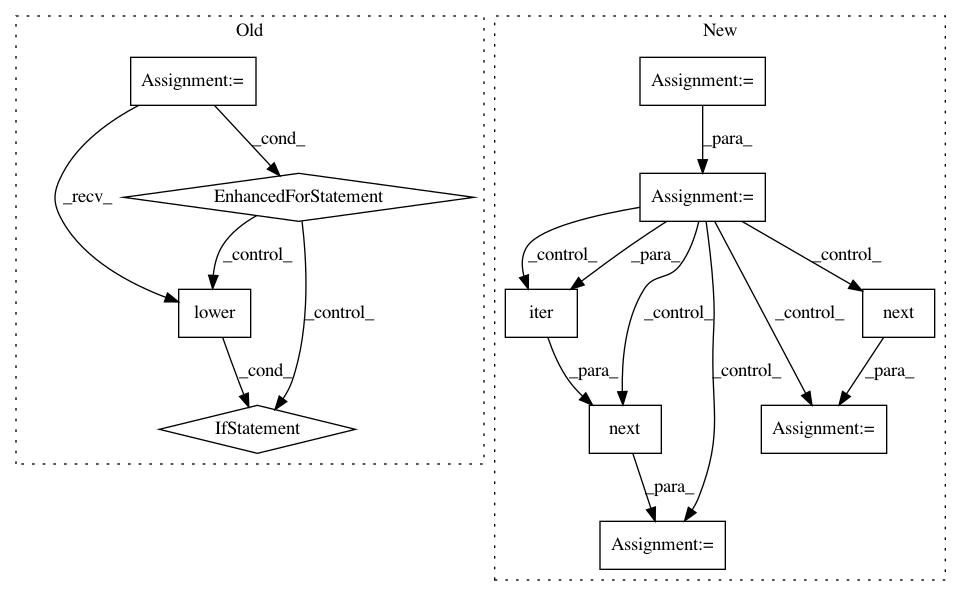 Old
New
Assignment:=
Assignment:=
_cond_
_para_
_recv_
EnhancedForStatement
Assignment:=
_control_
_control_
_para_
_control_
lower
_control_
iter
_control_
_control_
next
_cond_
_para_
_control_
_para_
IfStatement
next
Assignment:=
_para_
Assignment:=